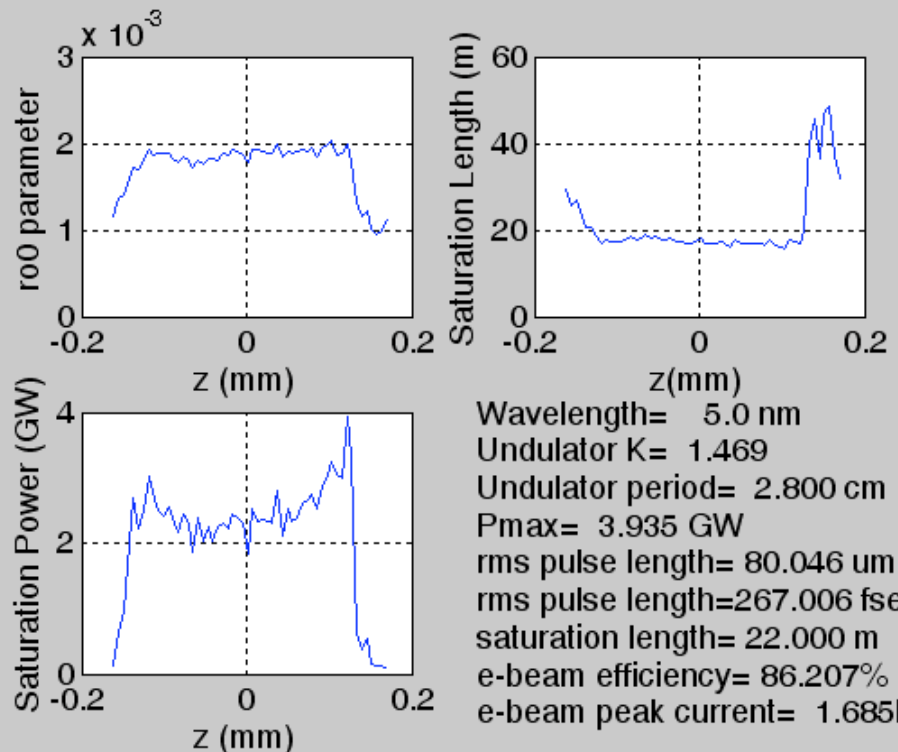 x 10^-3
3
2
1
0
ro0 parameter
-0.2
0
0.2
z (mm)
60
40
20
0
Saturation Length (m)
-0.2
0
0.2
z(mm)
4
2
0
Saturation Power (GW)
-0.2
0
0.2
z (mm)
Wavelength= 5.0 nm
Undulator K= 1.469
Undulator period= 2.800 cm
Pmax= 3.935 GW
rms pulse length= 80.046 um
rms pulse length=267.006 fse
saturation length= 22.000 m
e-beam efficiency= 86.207%
e-beam peak current= 1.685